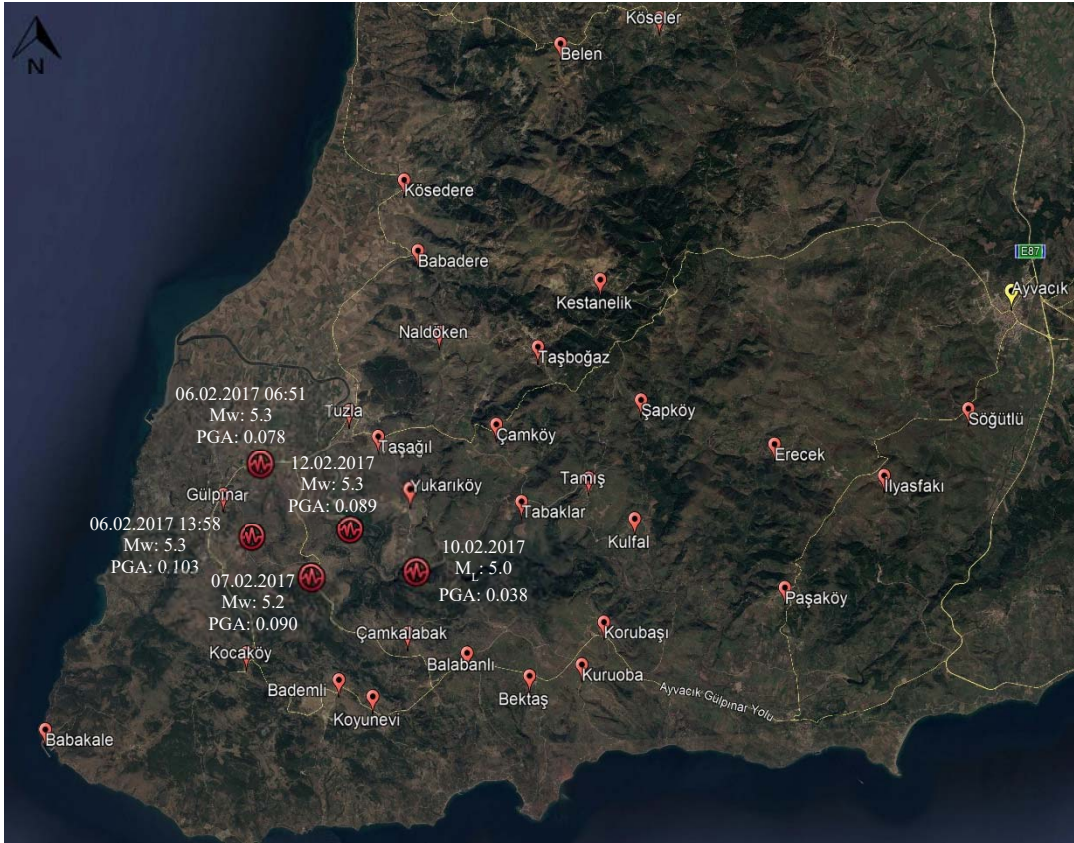 Köseler
Belen
N
Kösedere
E87
Babadere
Kestanelik
Ayvacık
Naldöken
Taşboğaz
06.02.2017 06:51
Mw: 5.3
PGA: 0.078
Tuzla
Şapköy
Söğütlü
Çamköy
Taşağıl
Erecek
12.02.2017
Mw: 5.3
PGA: 0.089
Gülpınar
Yukarıköy
Tamış
İlyasfakı
Tabaklar
06.02.2017 13:58
Mw: 5.3
PGA: 0.103
Kulfal
10.02.2017
ML: 5.0
PGA: 0.038
07.02.2017
Mw: 5.2
PGA: 0.090
Paşaköy
Çamkalabak
Korubaşı
Kocaköy
Balabanlı
Kuruoba
Bademli
Bektaş
Ayvacık Gülpınar Yolu
Koyunevi
Babakale